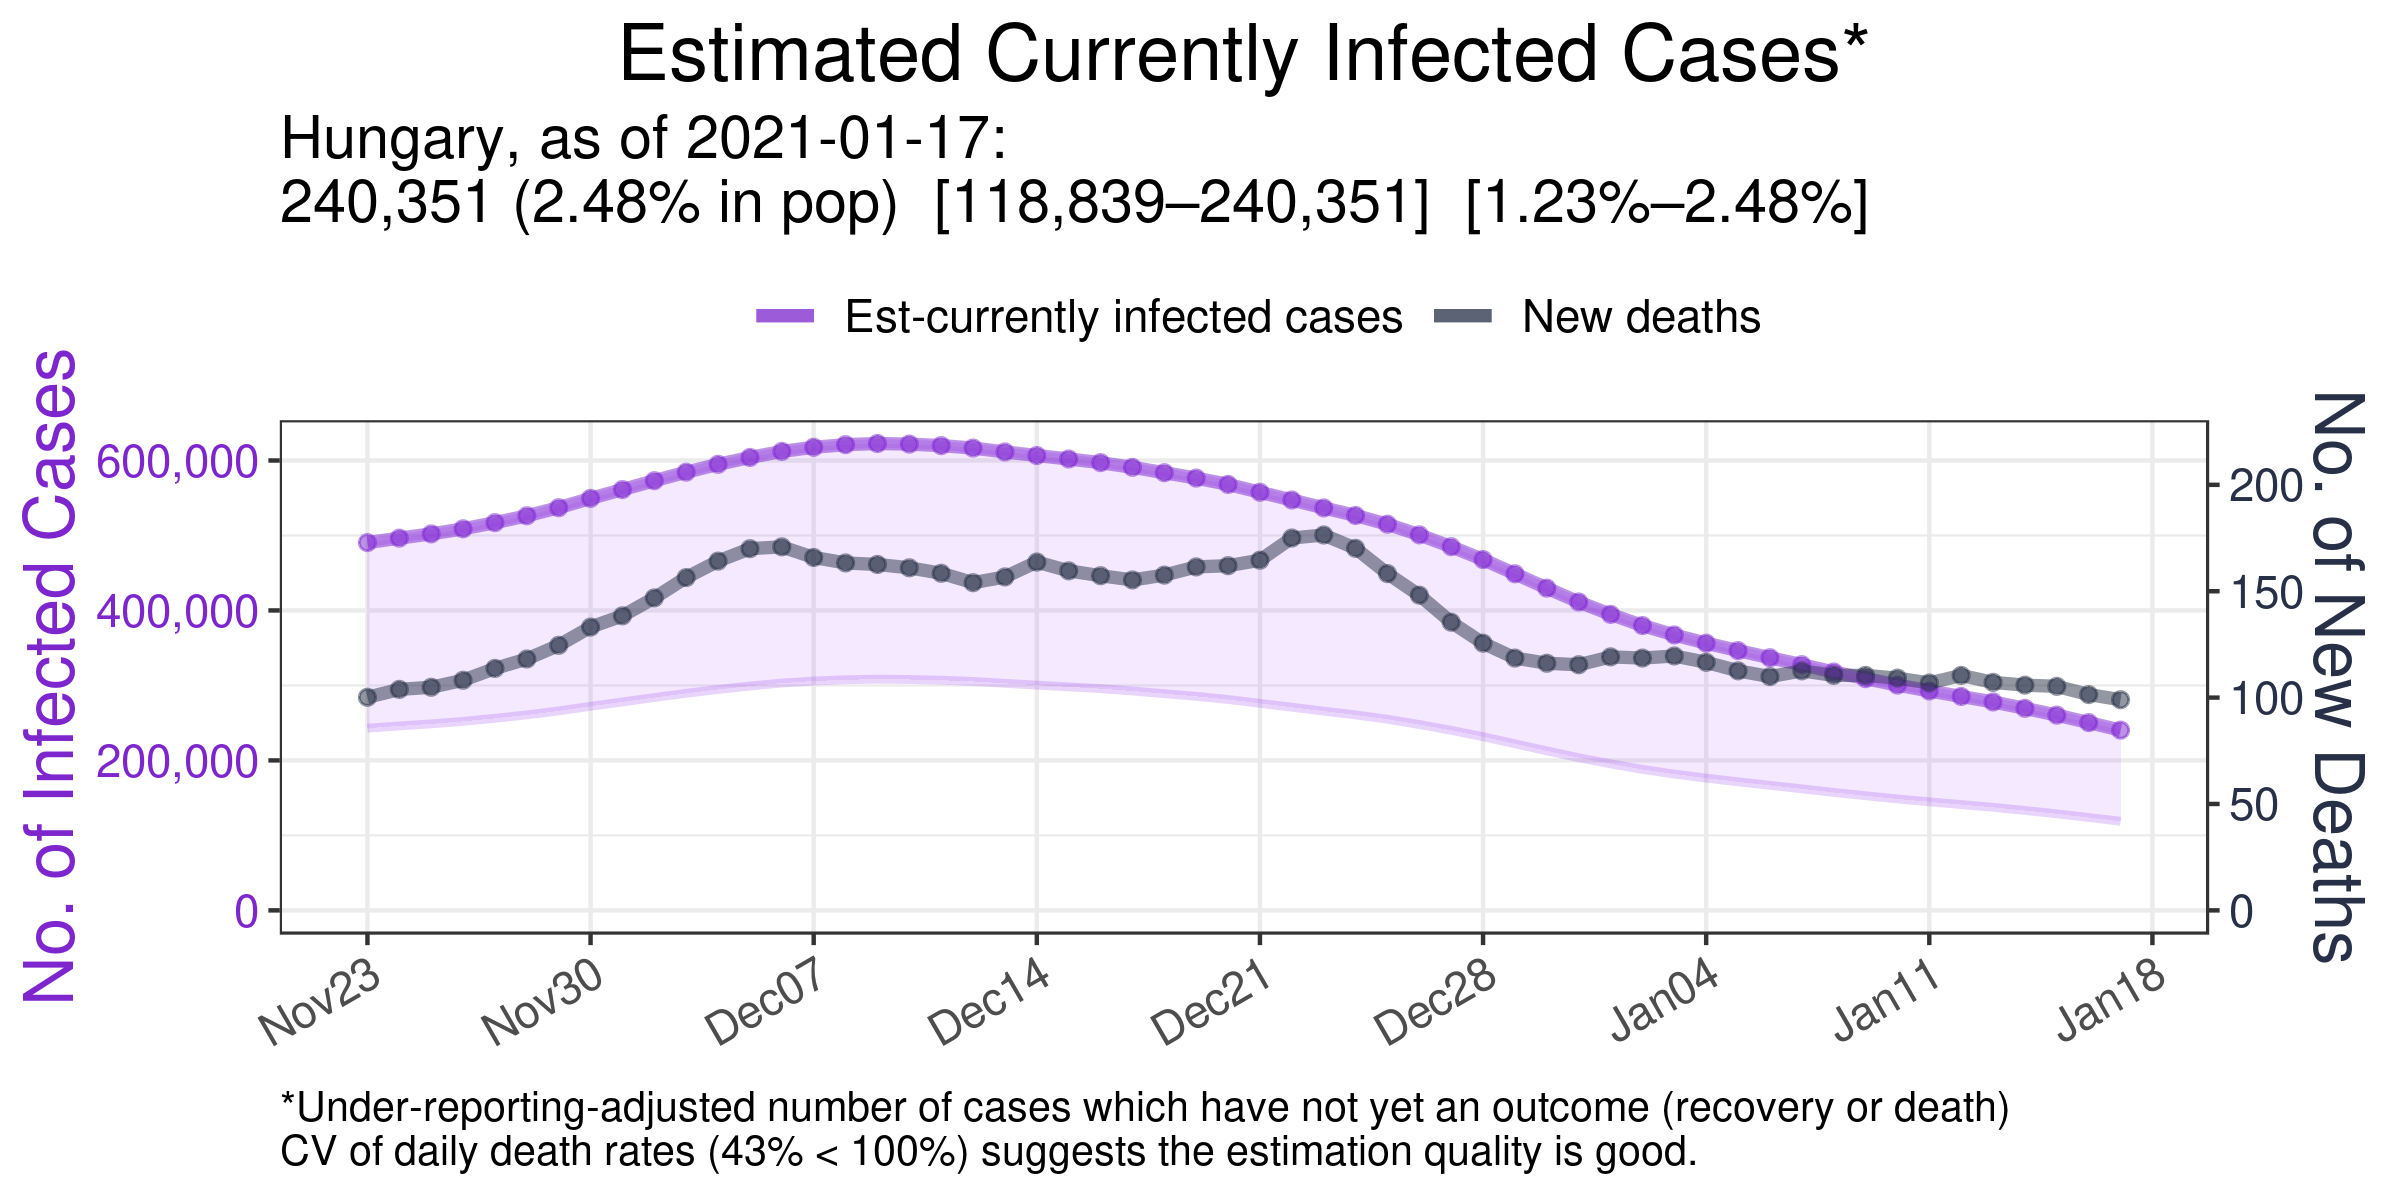 Estimated Currently Infected Cases*
Hungary, as of 2021-01-17:
240,351 (2.48% in pop)  [118,839–240,351]  [1.23%–2.48%]
Est-currently infected cases
New deaths
No. of Infected Cases
600,000
400,000
200,000
0
No. of New Deaths
200
150
100
50
0
Nov23
Nov30
Dec07
Dec14
Dec21
Dec28
Jan04
Jan11
Jan18
*Under-reporting-adjusted number of cases which have not yet an outcome (recovery or death)
CV of daily death rates (43% < 100%) suggests the estimation quality is good.